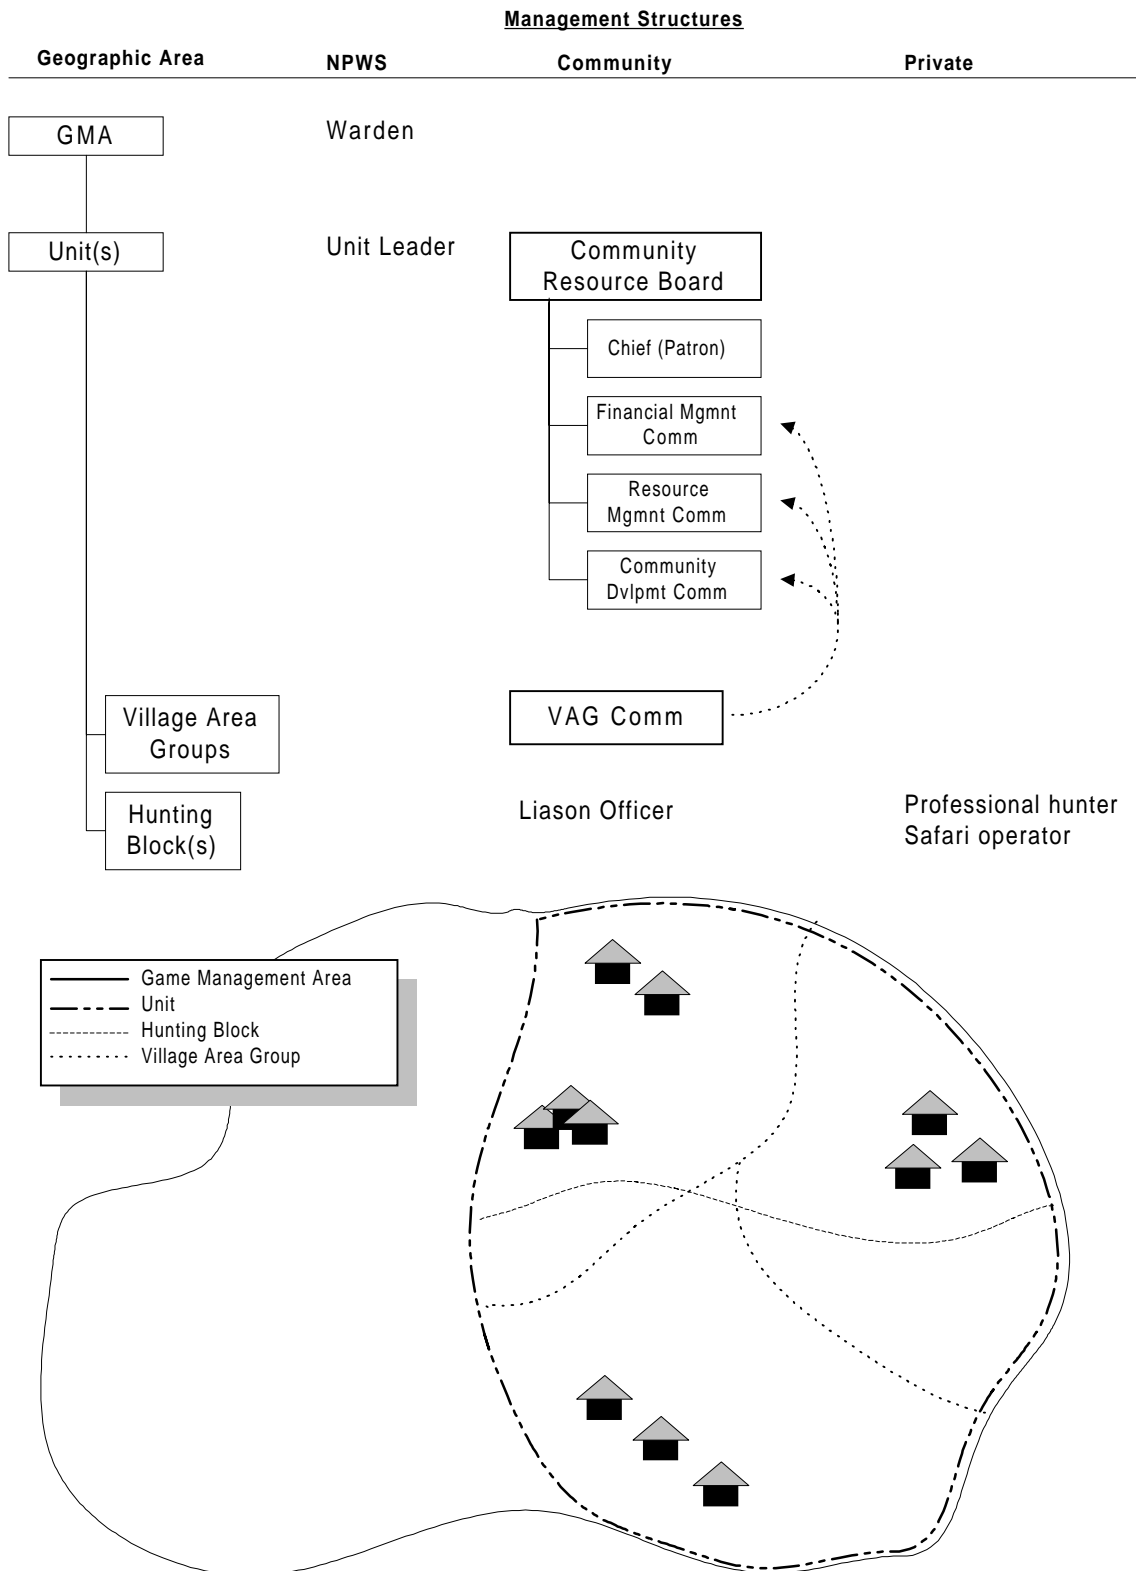 Management Structures
Geographic Area
NPWS
Community
Private
GMA
Warden
Unit(s)
Unit Leader
Community
Resource Board
Chief (Patron)
Financial Mgmnt
Comm
Resource
Mgmnt Comm
Community
Dvlpmt Comm
Village Area
Groups
VAG Comm
Hunting
Block(s)
Liason Officer
Professional hunter
Safari operator
Game Management Area
Unit
Hunting Block
Village Area Group